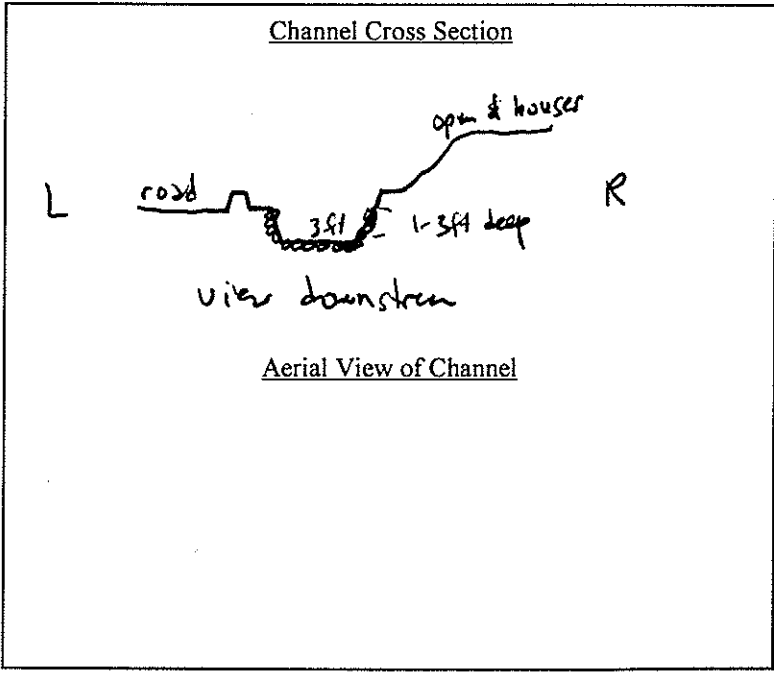 Channel Cross Section
open & houses
L road 3ft 1-3ft deep R
view downstream
Aerial View of Channel